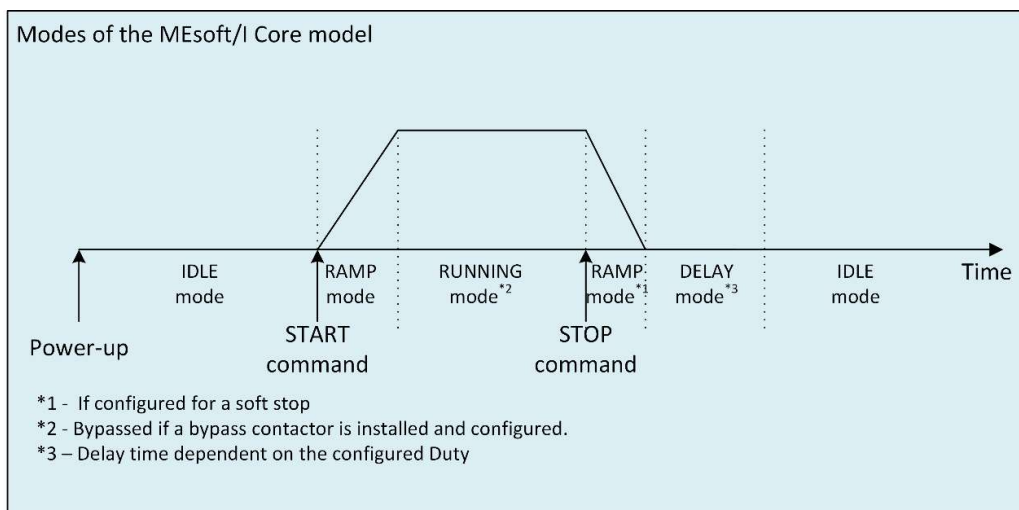 Modes of the MEsoft/I Core model
IDLE
mode
RAMP
mode
RUNNING
mode*2
RAMP
mode*1
DELAY
mode*3
IDLE
mode
Time
Power-up
START
command
STOP
command
*1 - If configured for a soft stop
*2 - Bypassed if a bypass contactor is installed and configured.
*3 – Delay time dependent on the configured Duty